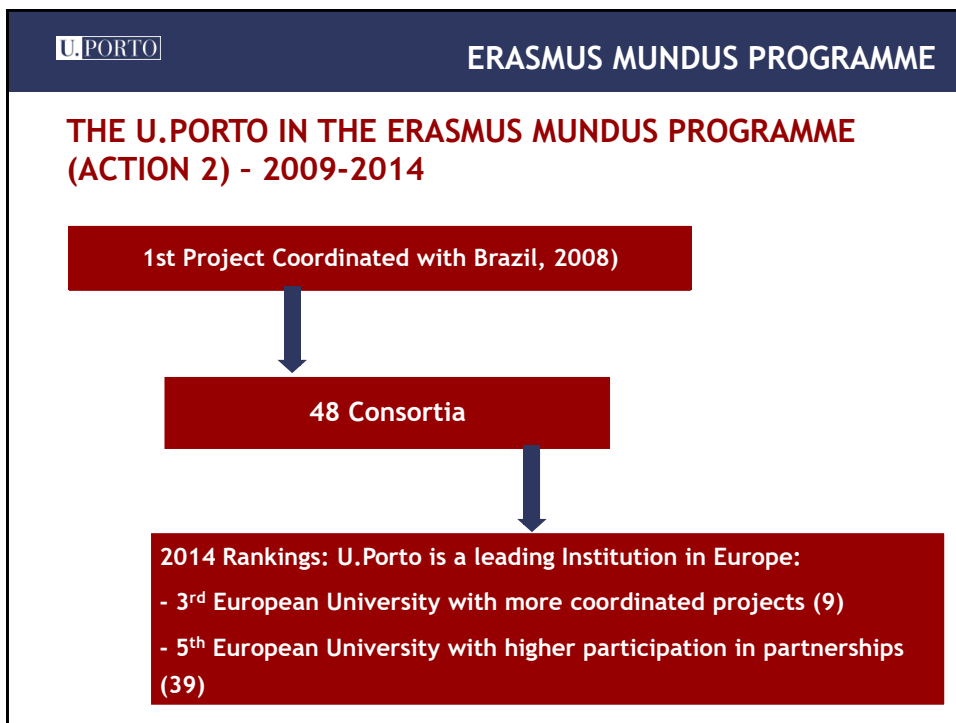 U.PORTO
ERASMUS MUNDUS PROGRAMME
THE U.PORTO IN THE ERASMUS MUNDUS PROGRAMME
(ACTION 2) – 2009-2014
1st Project Coordinated with Brazil, 2008)
48 Consortia
2014 Rankings: U.Porto is a leading Institution in Europe:
- 3rd European University with more coordinated projects (9)
- 5th European University with higher participation in partnerships
(39)